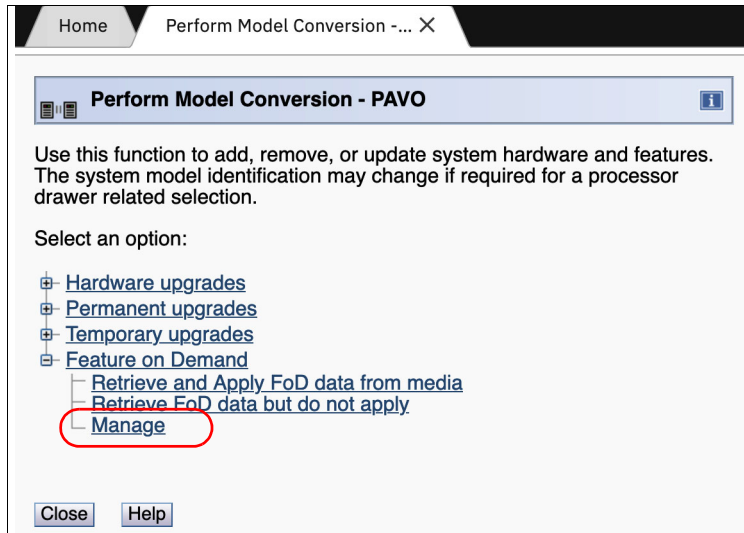 Home
Perform Model Conversion -...
Perform Model Conversion - PAVO
Use this function to add, remove, or update system hardware and features.
The system model identification may change if required for a processor
drawer related selection.
Select an option:
Hardware upgrades
Permanent upgrades
Temporary upgrades
Feature on Demand
Retrieve and Apply FoD data from media
Retrieve FoD data but do not apply
Manage
Close
Help